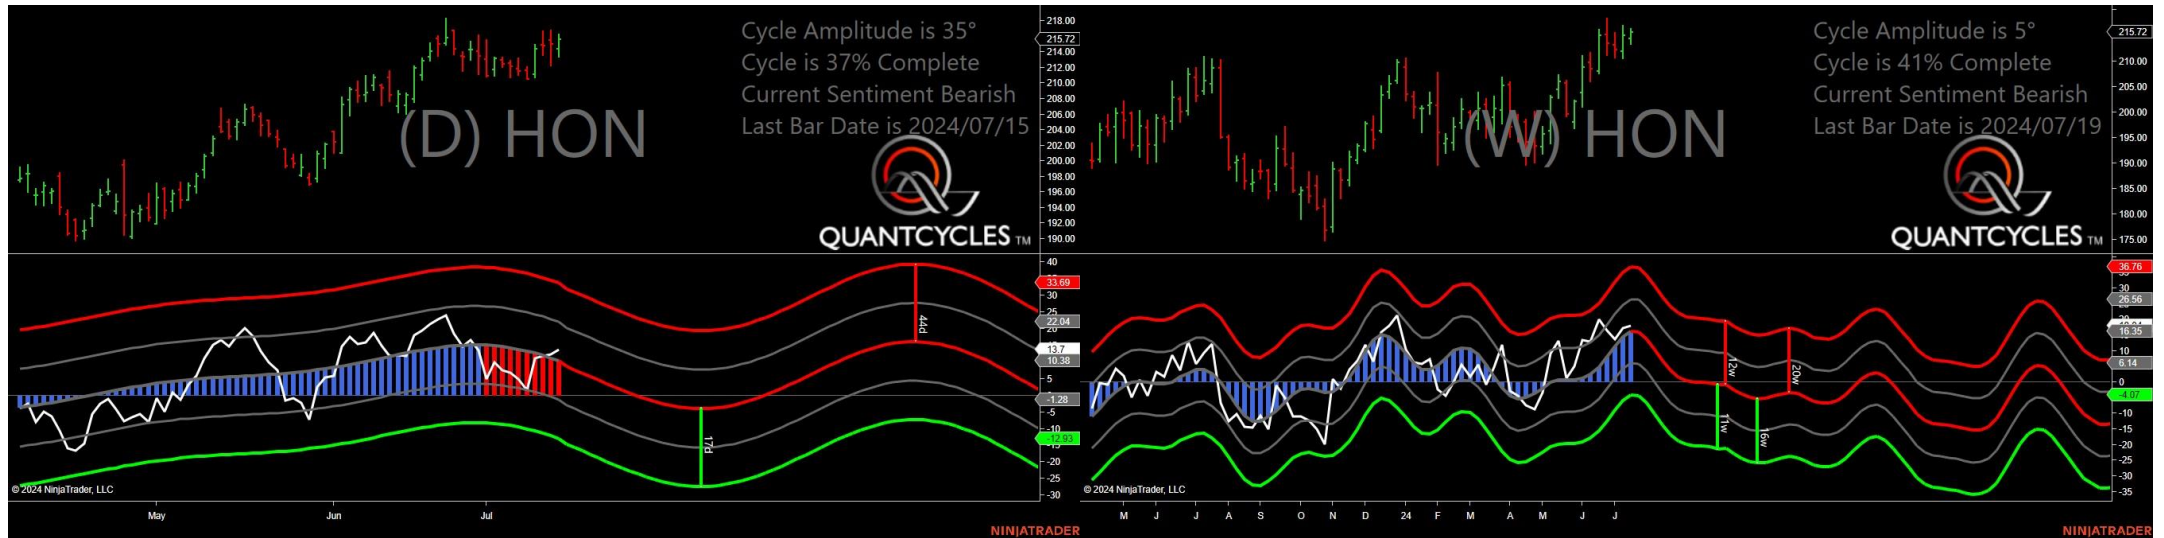 Cycle Amplitude is 35°
Cycle is 37% Complete
Current Sentiment Bearish
Last Bar Date is 2024/07/15
(D) HON
QUANTCYCLES TM
218.00
215.72
214.00
212.00
210.00
208.00
206.00
204.00
202.00
200.00
198.00
196.00
194.00
192.00
190.00
40
33.69
30
25
22.04
13.7
10.38
5
-1.28
-5
-10
-12.93
-20
-25
-30
44d
17d
© 2024 NinjaTrader, LLC
May Jun Jul
NINJATRADER
Cycle Amplitude is 5°
Cycle is 41% Complete
Current Sentiment Bearish
Last Bar Date is 2024/07/19
(W) HON
QUANTCYCLES TM
215.72
210.00
205.00
200.00
195.00
190.00
185.00
180.00
175.00
36.76
30
26.56
16.35
10
6.14
0
-4.07
-10
-15
-20
-25
-30
-35
12w
20w
11w
16w
© 2024 NinjaTrader, LLC
M J J A S O N D 24 F M A M J J
NINJATRADER